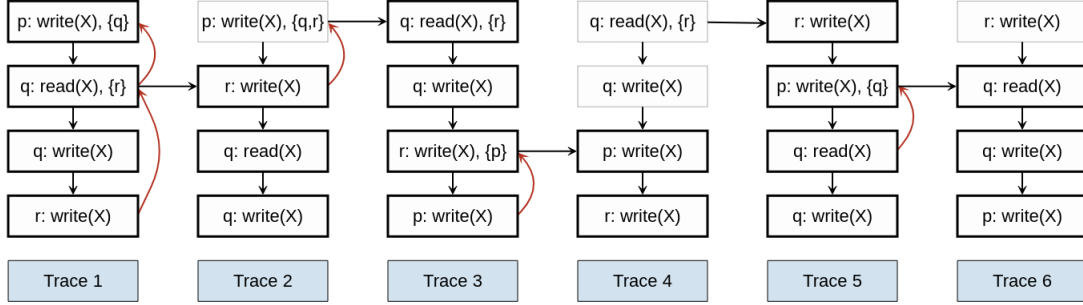 p: write(X), {q}
q: read(X), {r}
q: write(X)
r: write(X)
Trace 1
p: write(X), {q,r}
r: write(X)
q: read(X)
q: write(X)
Trace 2
q: read(X), {r}
q: write(X)
r: write(X), {p}
p: write(X)
Trace 3
q: read(X), {r}
q: write(X)
p: write(X)
r: write(X)
Trace 4
r: write(X)
p: write(X), {q}
q: read(X)
q: write(X)
Trace 5
r: write(X)
q: read(X)
q: write(X)
p: write(X)
Trace 6